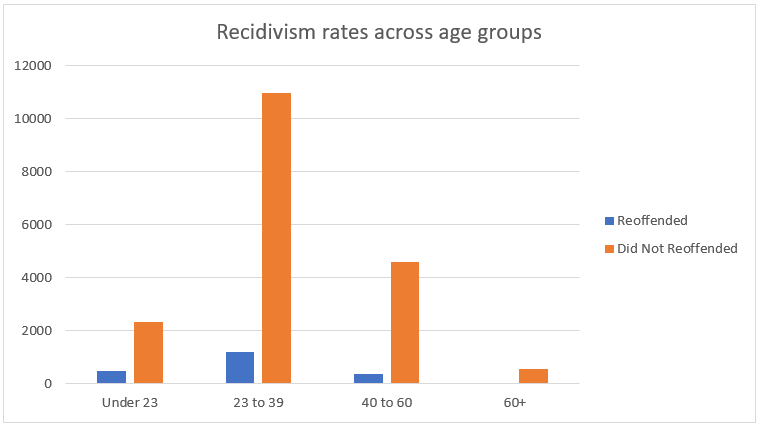 Recidivism rates across age groups
12000
10000
8000
6000
4000
2000
0
Under 23
23 to 39
40 to 60
60+
Reoffended
Did Not Reoffended